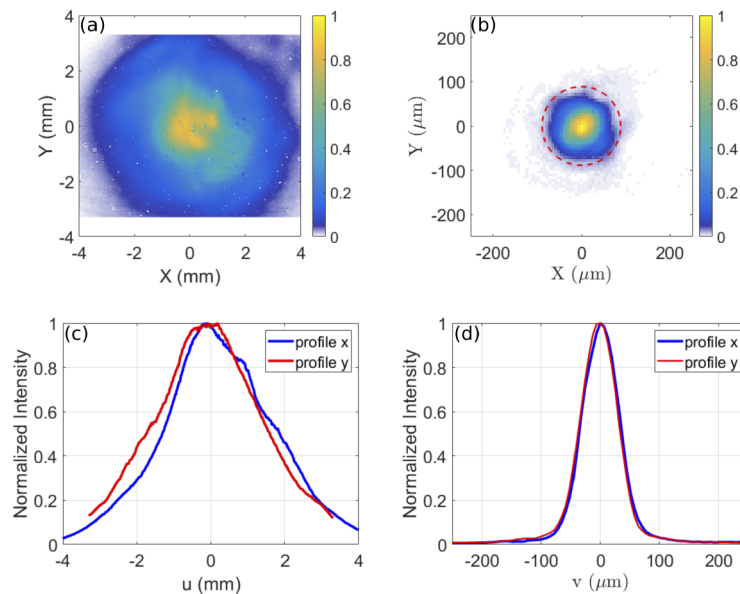 (a)
4
2
0
-2
-4
Y (mm)
-4 -2 0 2 4
X (mm)
1
0.8
0.6
0.4
0.2
0
(b)
200
100
0
-100
-200
Y (μm)
-200 0 200
X (μm)
1
0.8
0.6
0.4
0.2
0
(c)
1
0.8
0.6
0.4
0.2
0
Normalized Intensity
profile x
profile y
-4 -2 0 2 4
u (mm)
(d)
1
0.8
0.6
0.4
0.2
0
Normalized Intensity
profile x
profile y
-200 -100 0 100 200
v (μm)